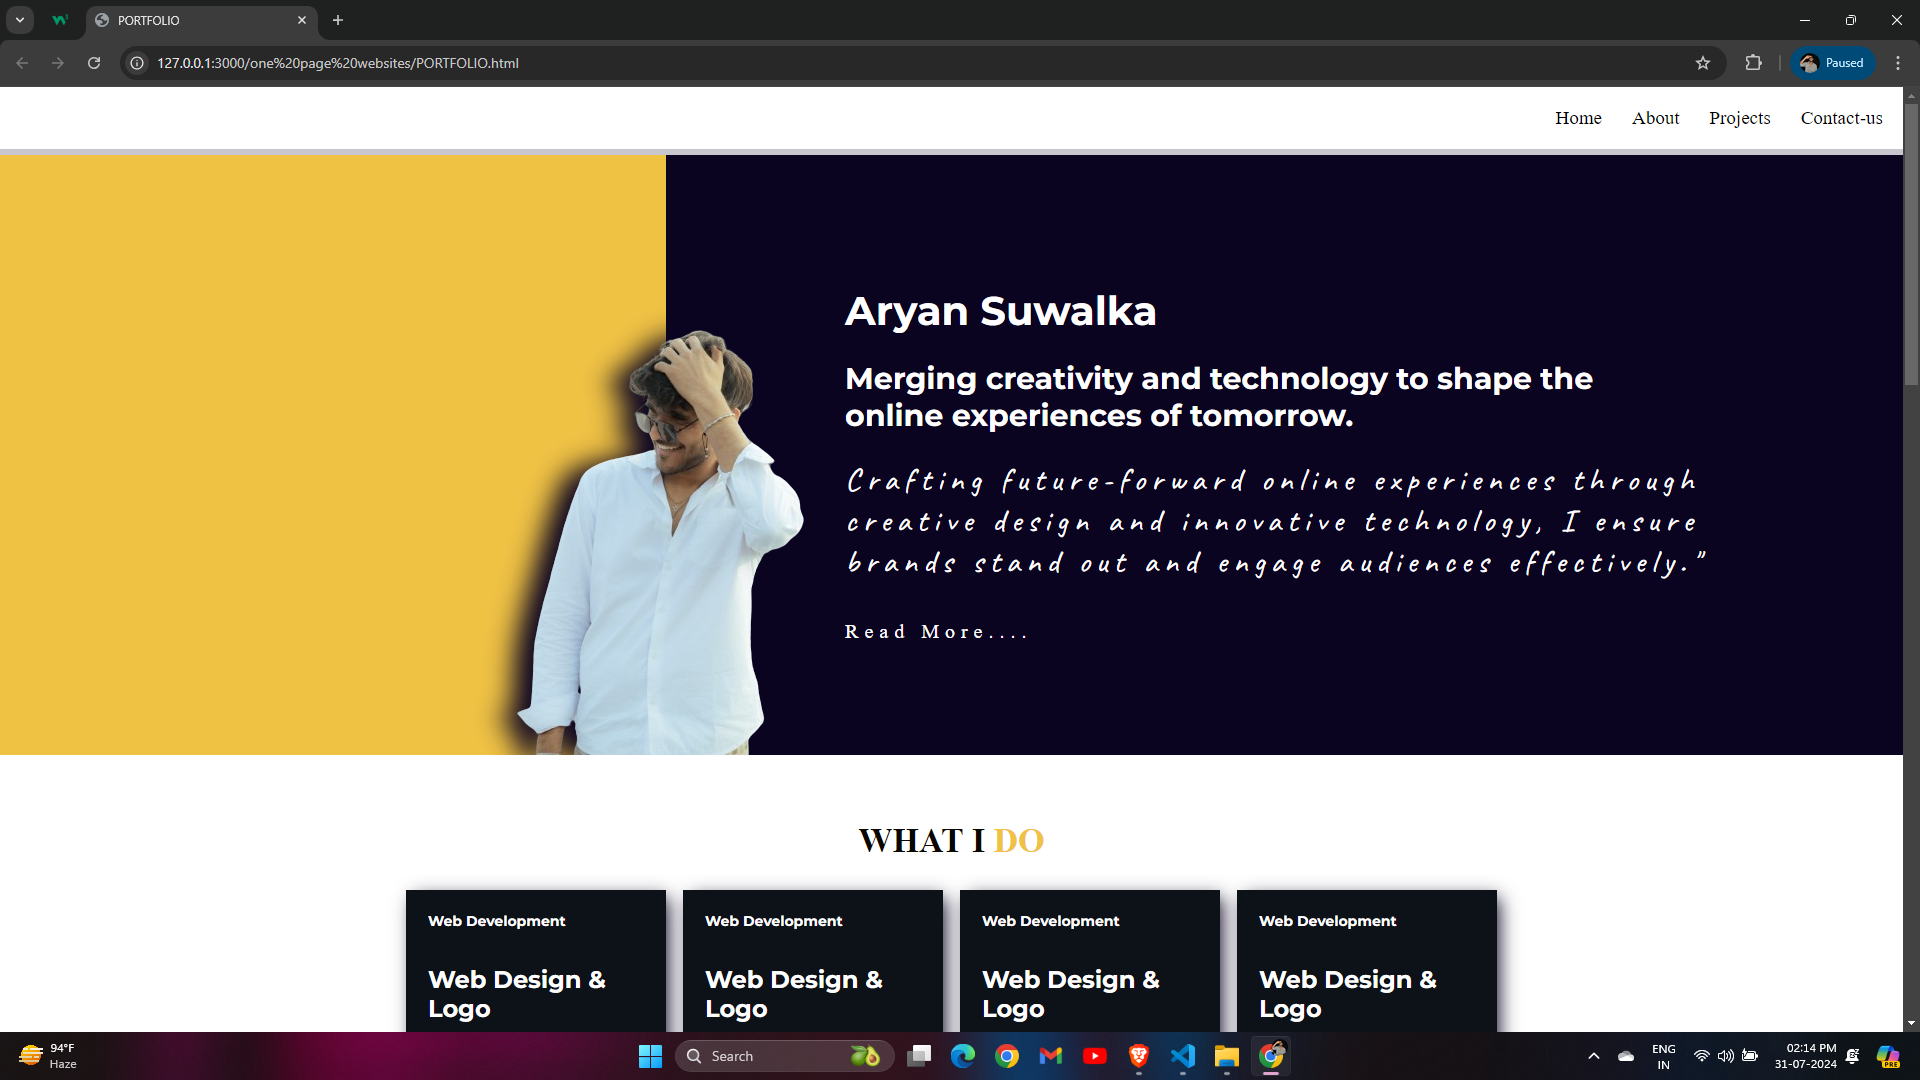 PORTFOLIO
127.0.0.1:3000/one%20page%20websites/PORTFOLIO.html
Paused
Home About Projects Contact-us
Aryan Suwalka
Merging creativity and technology to shape the
online experiences of tomorrow.
Crafting future-forward online experiences through
creative design and innovative technology, I ensure
brands stand out and engage audiences effectively."
Read More....
WHAT I DO
Web Development Web Development Web Development Web Development
Web Design & Web Design & Web Design & Web Design &
Logo Logo Logo Logo
94°F
Haze
Search
ENG
IN
02:14 PM
31-07-2024
PRE